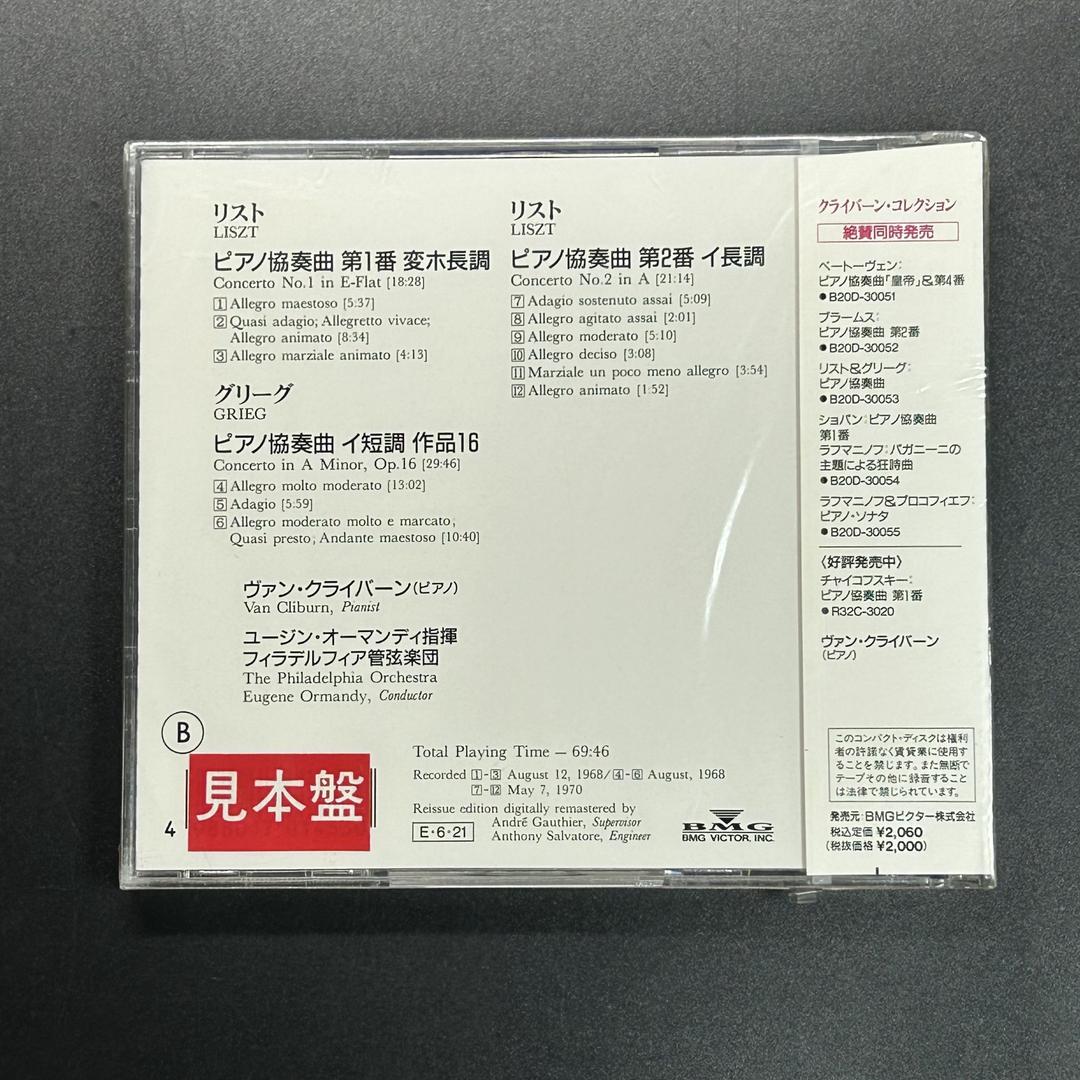 リスト
LISZT
ピアノ協奏曲 第1番 変ホ長調
Concerto No.1 in E-Flat [18:28]
1 Allegro maestoso [5:37]
2 Quasi adagio; Allegretto vivace;
Allegro animato [8:34]
3 Allegro marziale animato [4:13]
グリーグ
GRIEG
ピアノ協奏曲 イ短調 作品16
Concerto in A Minor, Op.16 [29:46]
4 Allegro molto moderato [13:02]
5 Adagio [5:59]
6 Allegro moderato molto e marcato;
Quasi presto; Andante maestoso [10:40]
リスト
LISZT
ピアノ協奏曲 第2番 イ長調
Concerto No.2 in A [21:14]
7 Adagio sostenuto assai [5:09]
8 Allegro agitato assai [2:01]
9 Allegro moderato [5:10]
10 Allegro deciso [3:08]
11 Marziale un poco meno allegro [3:54]
12 Allegro animato [1:52]
ヴァン・クライバーン(ピアノ)
Van Cliburn, Pianist
ユージン・オーマンディ指揮
フィラデルフィア管弦楽団
The Philadelphia Orchestra
Eugene Ormandy, Conductor
B
見本盤
4
Total Playing Time — 69:46
Recorded 1-3 August 12, 1968/4-6 August, 1968
7-12 May 7, 1970
Reissue edition digitally remastered by
André Gauthier, Supervisor
E・6・21
Anthony Salvatore, Engineer
BMG
BMG VICTOR, INC.
クライバーン・コレクション
絶賛同時発売
ベートーヴェン:
ピアノ協奏曲「皇帝」&第4番
●B20D-30051
ブラームス:
ピアノ協奏曲 第2番
●B20D-30052
リスト&グリーグ:
ピアノ協奏曲
●B20D-30053
ショパン:ピアノ協奏曲
第1番
ラフマニノフ:パガニーニの
主題による狂詩曲
●B20D-30054
ラフマニノフ&プロコフィエフ:
ピアノ・ソナタ
●B20D-30055
〈好評発売中〉
チャイコフスキー:
ピアノ協奏曲 第1番
●R32C-3020
ヴァン・クライバーン
(ピアノ)
このコンパクト・ディスクは権利
者の許諾なく賃貸業に使用す
ることを禁じます。また無断で
テープその他に録音すること
は法律で禁じられています。
発売元:BMGビクター株式会社
税込定価 ¥2,060
(税抜価格 ¥2,000)